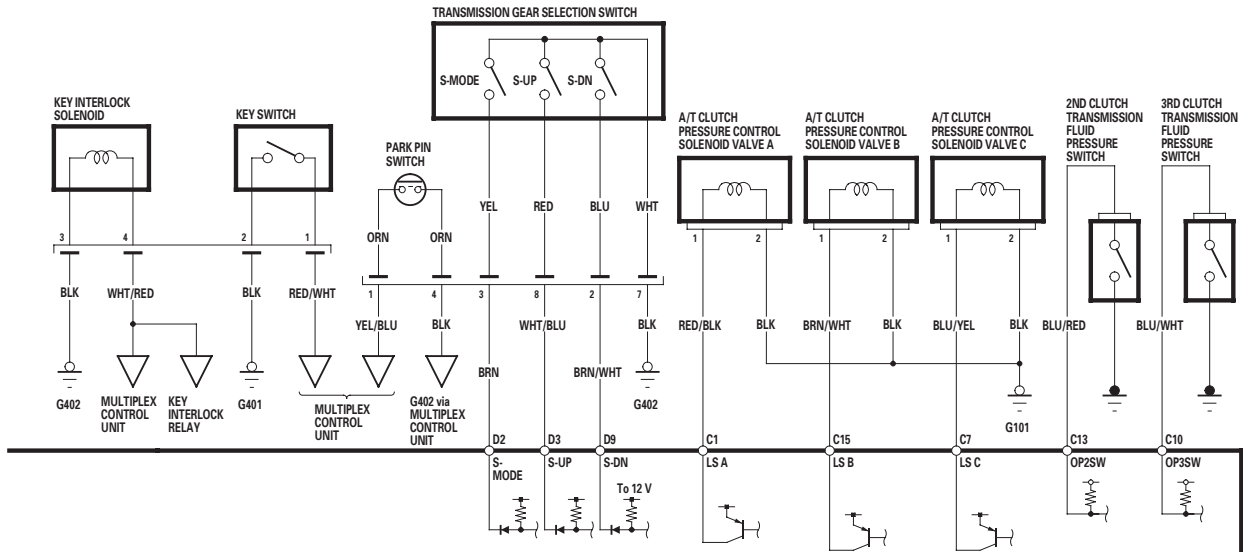 TRANSMISSION GEAR SELECTION SWITCH
S-MODE
S-UP
S-DN
KEY INTERLOCK
SOLENOID
KEY SWITCH
PARK PIN
SWITCH
A/T CLUTCH
PRESSURE CONTROL
SOLENOID VALVE A
A/T CLUTCH
PRESSURE CONTROL
SOLENOID VALVE B
A/T CLUTCH
PRESSURE CONTROL
SOLENOID VALVE C
2ND CLUTCH
TRANSMISSION
FLUID
PRESSURE
SWITCH
3RD CLUTCH
TRANSMISSION
FLUID
PRESSURE
SWITCH
YEL
RED
BLU
WHT
ORN
ORN
3
4
2
1
1
2
1
2
1
2
1
4
3
8
2
7
BLK
WHT/RED
BLK
RED/WHT
YEL/BLU
BLK
WHT/BLU
BLK
RED/BLK
BLK
BRN/WHT
BLK
BLU/YEL
BLK
BLU/RED
BLU/WHT
BRN
BRN/WHT
G402
MULTIPLEX
CONTROL
UNIT
KEY
INTERLOCK
RELAY
G401
MULTIPLEX
CONTROL
UNIT
G402 via
MULTIPLEX
CONTROL
UNIT
G402
G101
D2
D3
D9
C1
C15
C7
C13
C10
S-
MODE
S-UP
S-DN
LS A
LS B
LS C
OP2SW
OP3SW
To 12 V